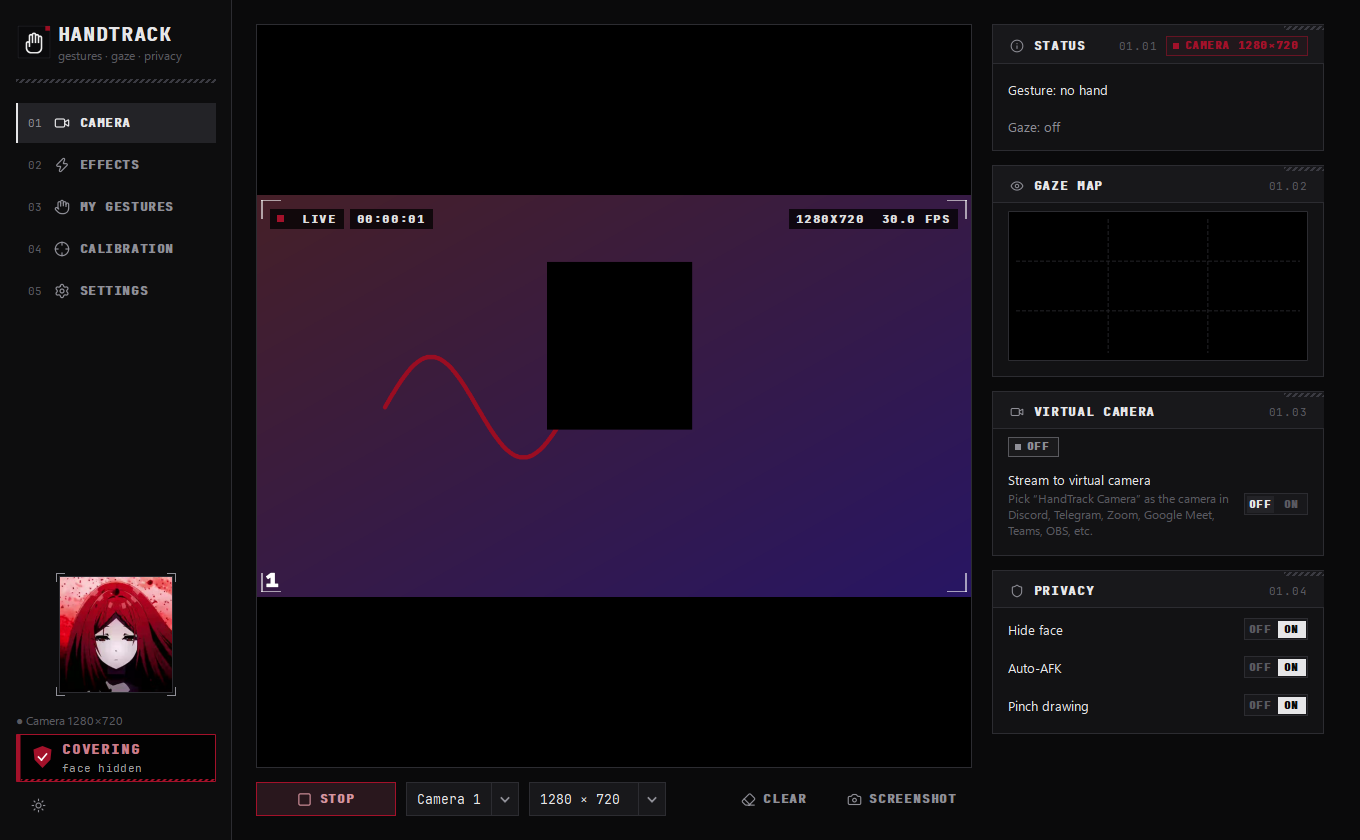 HANDTRACK
gestures · gaze · privacy
01 CAMERA
02 EFFECTS
03 MY GESTURES
04 CALIBRATION
05 SETTINGS
Camera 1280×720
COVERING
face hidden
LIVE 00:00:01
1280X720 30.0 FPS
1
STOP
Camera 1
1280 × 720
CLEAR
SCREENSHOT
STATUS 01.01 CAMERA 1280×720
Gesture: no hand
Gaze: off
GAZE MAP 01.02
VIRTUAL CAMERA 01.03
OFF
Stream to virtual camera
Pick "HandTrack Camera" as the camera in
Discord, Telegram, Zoom, Google Meet,
Teams, OBS, etc.
OFF ON
PRIVACY 01.04
Hide face OFF ON
Auto-AFK OFF ON
Pinch drawing OFF ON